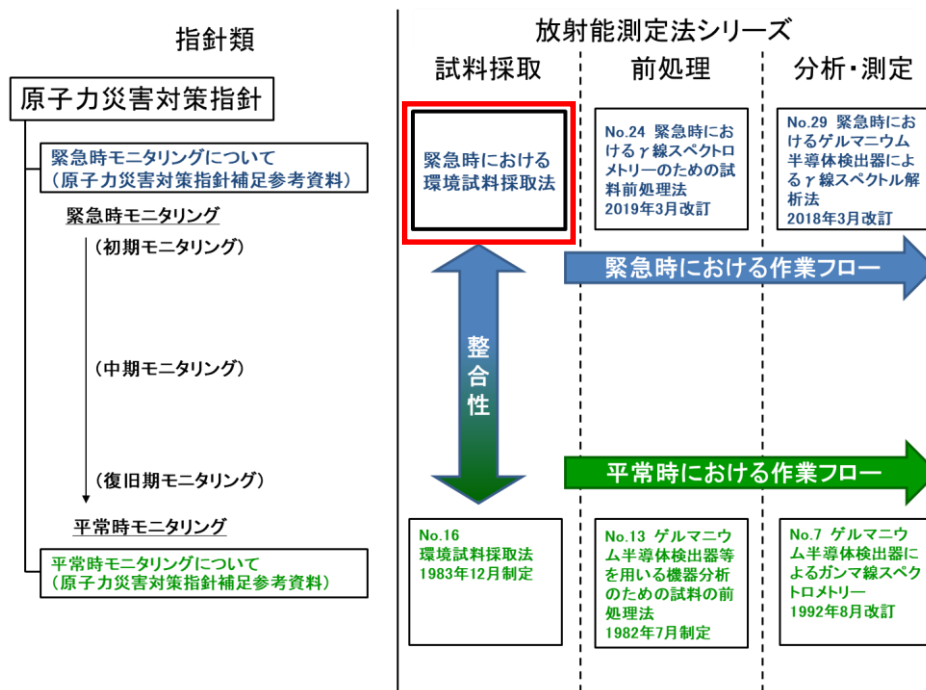 指針類
原子力災害対策指針
緊急時モニタリングについて
(原子力災害対策指針補足参考資料)
緊急時モニタリング
(初期モニタリング)
(中期モニタリング)
(復旧期モニタリング)
平常時モニタリング
平常時モニタリングについて
(原子力災害対策指針補足参考資料)
放射能測定法シリーズ
試料採取
前処理
分析・測定
緊急時における
環境試料採取法
No.24 緊急時にお
けるγ線スペクトロ
メトリーのための試
料前処理法
2019年3月改訂
No.29 緊急時に
おけるゲルマニウム
半導体検出器によ
るγ線スペクトル解
析法
2018年3月改訂
緊急時における作業フロー
整合性
平常時における作業フロー
No.16
環境試料採取法
1983年12月制定
No.13 ゲルマニウ
ム半導体検出器等
を用いる機器分析
のための試料の前
処理法
1982年7月制定
No.7 ゲルマニウ
ム半導体検出器に
よるガンマ線スペク
トロメトリー
1992年8月改訂